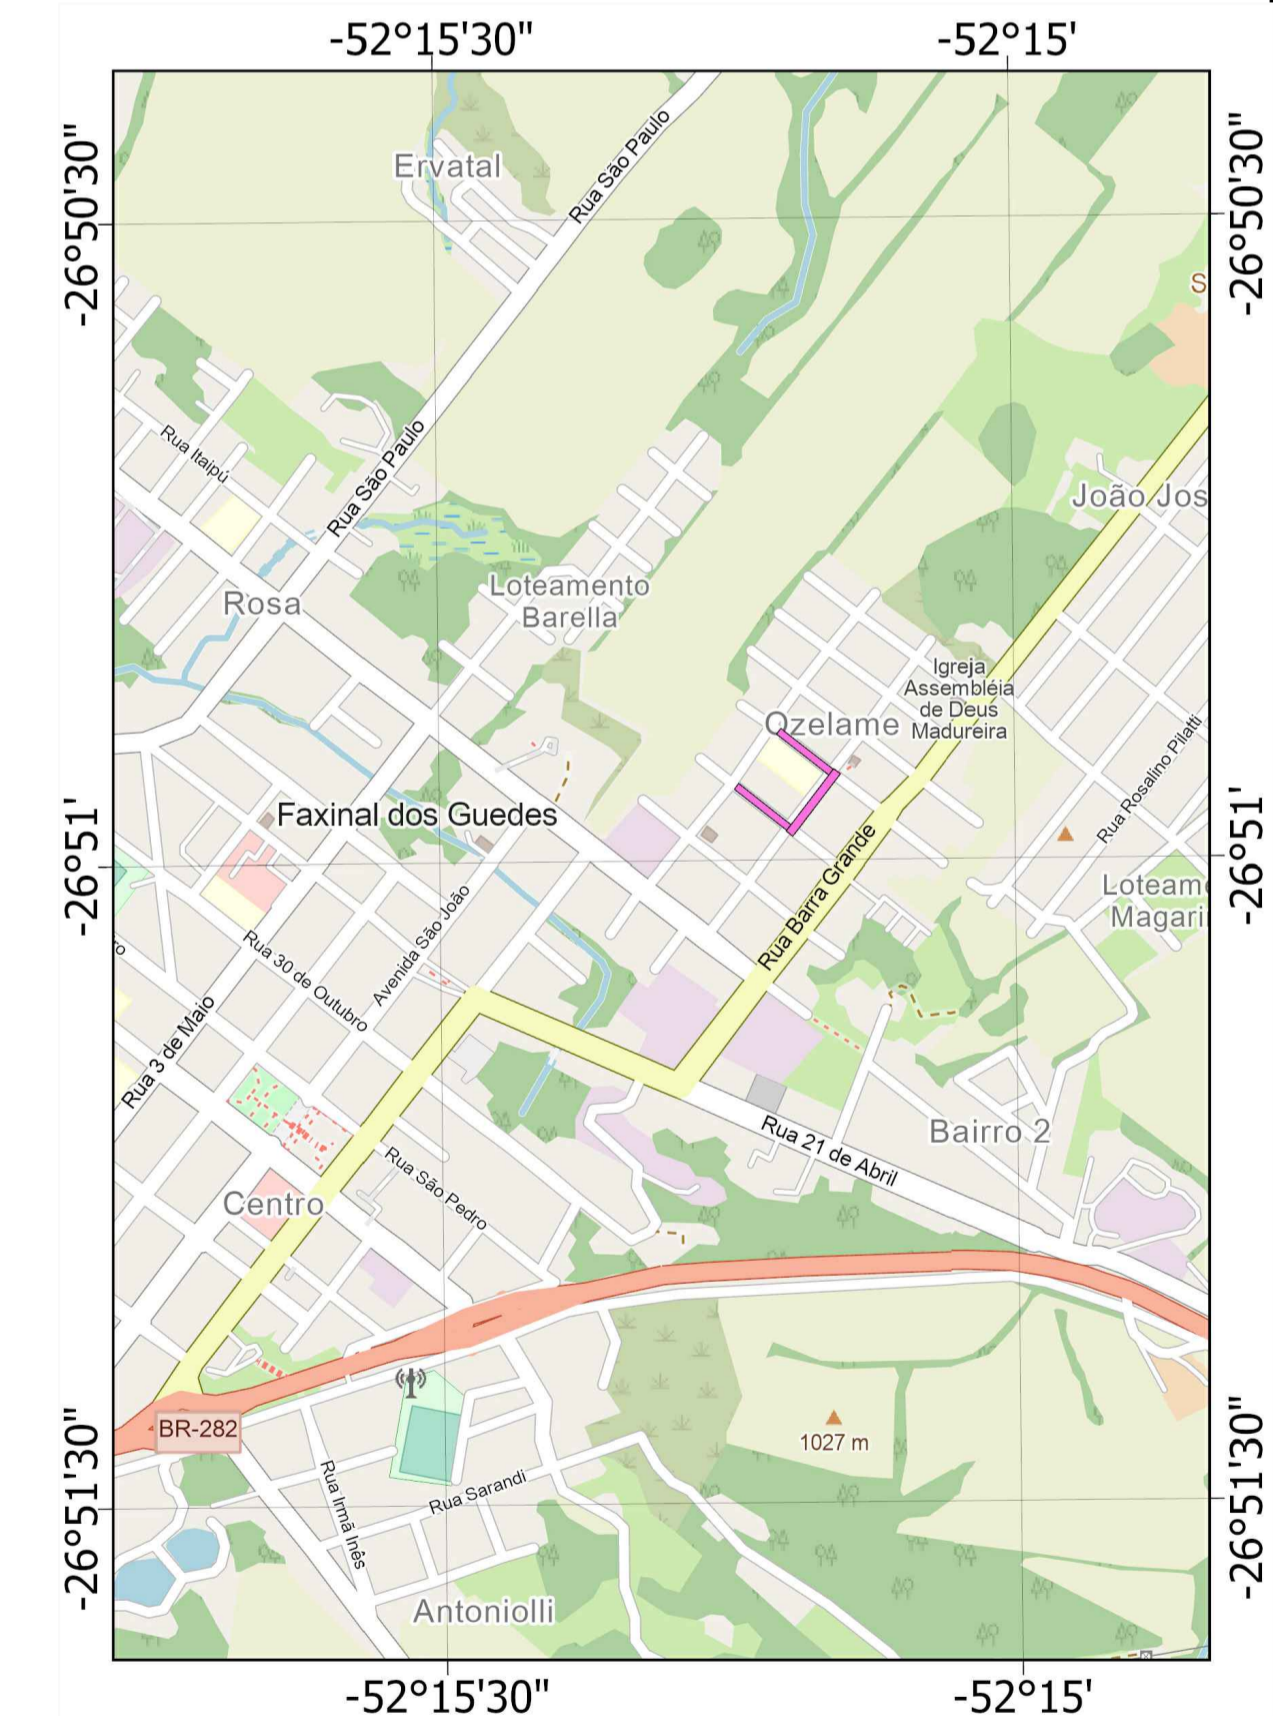 -52°15'30"
-52°15'
-26°50'30"
-26°50'30"
Ervatal
Rua São Paulo
S
Rua Itaipú
Rua São Paulo
João Jos
Rosa
Loteamento
Barella
Igreja
Assembléia
de Deus
Madureira
Ozelame
Rua Rosalino Pilatti
Faxinal dos Guedes
-26°51'
-26°51'
Rua Barra Grande
Loteame
Magari
Avenida São João
Rua 30 de Outubro
ro
Rua 3 de Maio
Rua 21 de Abril
Bairro 2
Rua São Pedro
Centro
BR-282
1027 m
-26°51'30"
-26°51'30"
Rua Irmã Inês
Rua Sarandi
Antoniolli
-52°15'30"
-52°15'